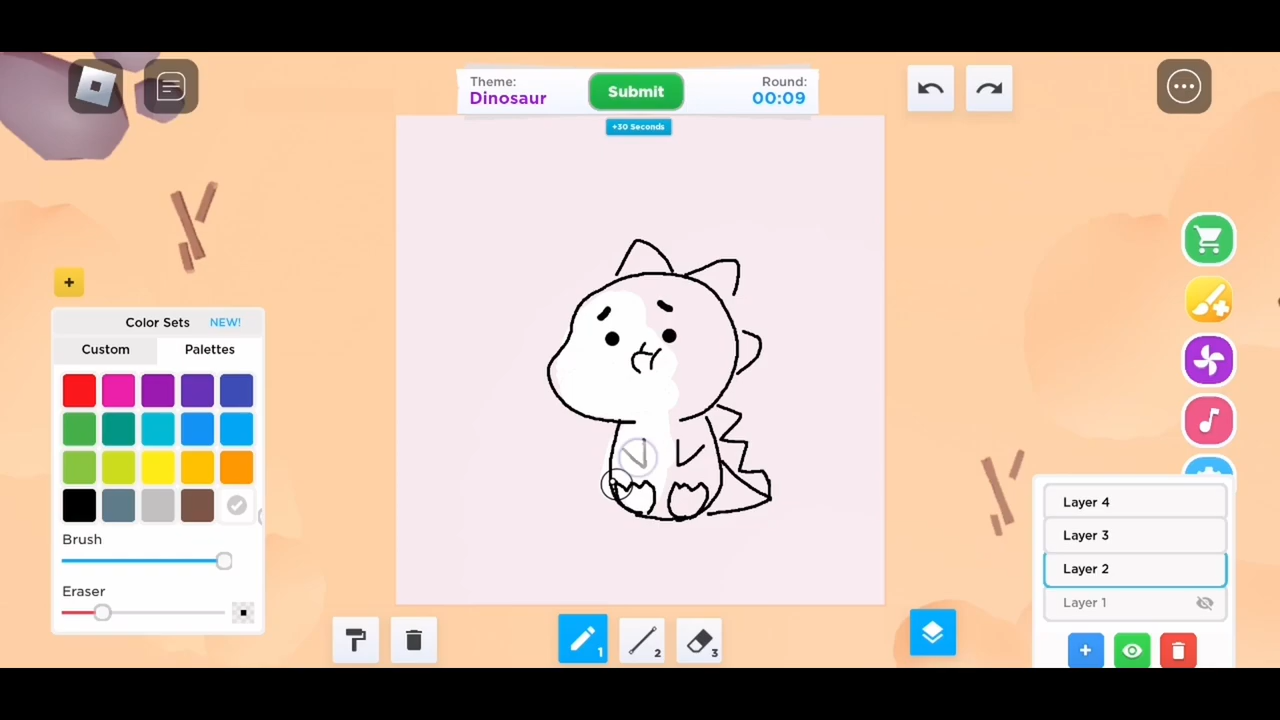 Theme:
Dinosaur
Submit
Round:
00:09
+30 Seconds
+
Color Sets NEW!
Custom Palettes
Brush
Eraser
1
2
3
Layer 4
Layer 3
Layer 2
Layer 1
+